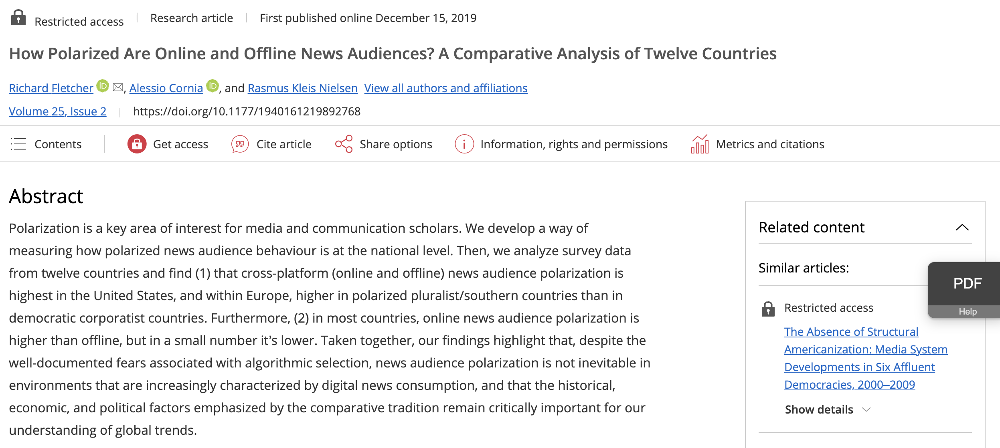 Restricted access | Research article | First published online December 15, 2019
How Polarized Are Online and Offline News Audiences? A Comparative Analysis of Twelve Countries
Richard Fletcher iD, Alessio Cornia iD, and Rasmus Kleis Nielsen View all authors and affiliations
Volume 25, Issue 2 | https://doi.org/10.1177/1940161219892768
Contents | Get access Cite article Share options Information, rights and permissions Metrics and citations
Abstract
Polarization is a key area of interest for media and communication scholars. We develop a way of
measuring how polarized news audience behaviour is at the national level. Then, we analyze survey data
from twelve countries and find (1) that cross-platform (online and offline) news audience polarization is
highest in the United States, and within Europe, higher in polarized pluralist/southern countries than in
democratic corporatist countries. Furthermore, (2) in most countries, online news audience polarization is
higher than offline, but in a small number it’s lower. Taken together, our findings highlight that, despite the
well-documented fears associated with algorithmic selection, news audience polarization is not inevitable in
environments that are increasingly characterized by digital news consumption, and that the historical,
economic, and political factors emphasized by the comparative tradition remain critically important for our
understanding of global trends.
Related content
Similar articles:
Restricted access
The Absence of Structural
Americanization: Media System
Developments in Six Affluent
Democracies, 2000–2009
Show details
PDF
Help